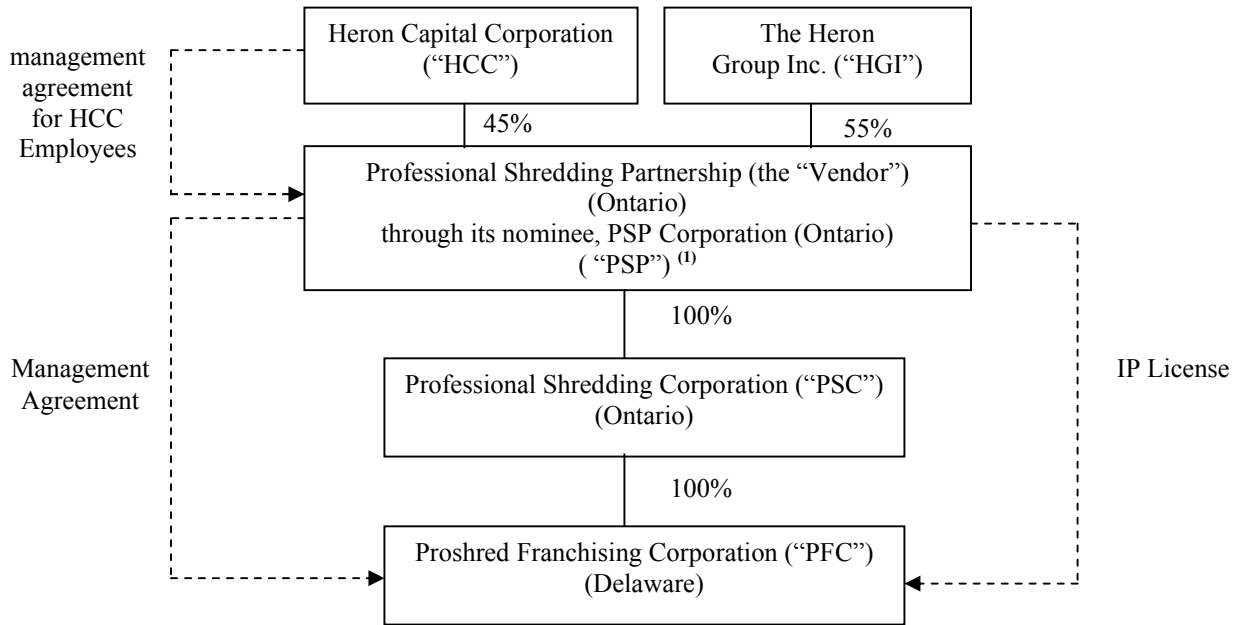 management
agreement
for HCC
Employees
Heron Capital Corporation
(“HCC”)
The Heron
Group Inc. (“HGI”)
45%
55%
Professional Shredding Partnership (the “Vendor”)
(Ontario)
through its nominee, PSP Corporation (Ontario)
( “PSP”) (1)
100%
Management
Agreement
Professional Shredding Corporation (“PSC”)
(Ontario)
IP License
100%
Proshred Franchising Corporation (“PFC”)
(Delaware)